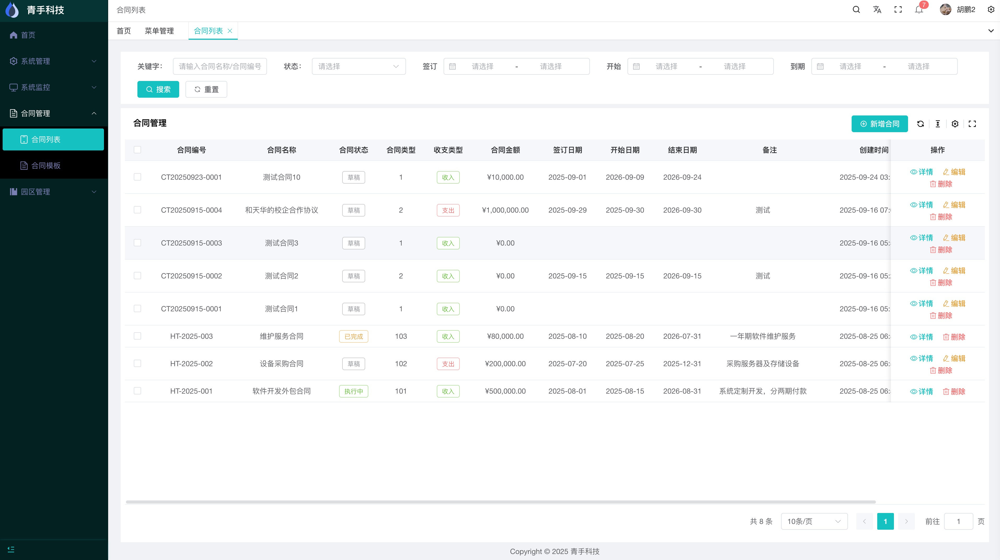 青手科技
合同列表
7
胡鹏2
首页
系统管理
系统监控
合同管理
合同列表
合同模板
园区管理
首页 菜单管理 合同列表
关键字： 请输入合同名称/合同编号 状态： 请选择 签订 请选择 - 请选择 开始 请选择 - 请选择 到期 请选择 - 请选择
搜索 重置
合同管理 新增合同
合同编号 合同名称 合同状态 合同类型 收支类型 合同金额 签订日期 开始日期 结束日期 备注 创建时间 操作
CT20250923-0001 测试合同10 草稿 1 收入 ¥10,000.00 2025-09-01 2026-09-09 2026-09-24 2025-09-24 03: 详情 编辑
删除
CT20250915-0004 和天华的校企合作协议 草稿 2 支出 ¥1,000,000.00 2025-09-29 2025-09-30 2026-09-30 测试 2025-09-16 07: 详情 编辑
删除
CT20250915-0003 测试合同3 草稿 1 收入 ¥0.00 2025-09-16 05: 详情 编辑
删除
CT20250915-0002 测试合同2 草稿 2 收入 ¥0.00 2025-09-15 2025-09-15 2026-09-15 测试 2025-09-16 05: 详情 编辑
删除
CT20250915-0001 测试合同1 草稿 1 收入 ¥0.00 2025-09-16 05: 详情 编辑
删除
HT-2025-003 维护服务合同 已完成 103 收入 ¥80,000.00 2025-08-10 2025-08-20 2026-07-31 一年期软件维护服务 2025-08-25 06: 详情 删除
HT-2025-002 设备采购合同 草稿 102 支出 ¥200,000.00 2025-07-20 2025-07-25 2025-12-31 采购服务器及存储设备 2025-08-25 06: 详情 编辑
删除
HT-2025-001 软件开发外包合同 执行中 101 收入 ¥500,000.00 2025-08-01 2025-08-15 2026-08-31 系统定制开发，分两期付款 2025-08-25 06: 详情 删除
共 8 条 10条/页 1 前往 1 页
Copyright © 2025 青手科技